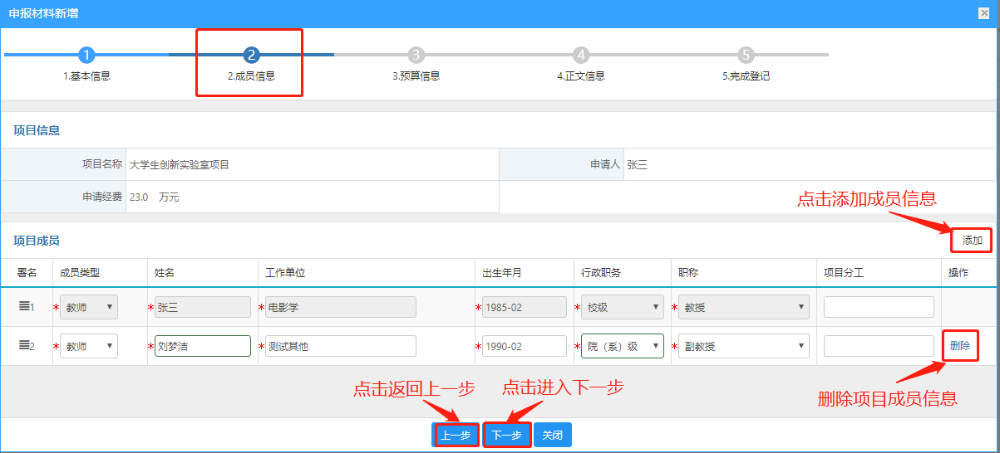 申报材料新增
1 2 3 4 5
1.基本信息 2.成员信息 3.预算信息 4.正文信息 5.完成登记
项目信息
项目名称 大学生创新实验室项目 申请人 张三
申请经费 23.0 万元
点击添加成员信息
项目成员 添加
署名 成员类型 姓名 工作单位 出生年月 行政职务 职称 项目分工 操作
1 * 教师 * 张三 * 电影学 * 1985-02 * 校级 * 教授
2 * 教师 * 刘梦洁 * 测试其他 * 1990-02 * 院（系）级 * 副教授 删除
点击返回上一步 点击进入下一步 删除项目成员信息
上一步 下一步 关闭